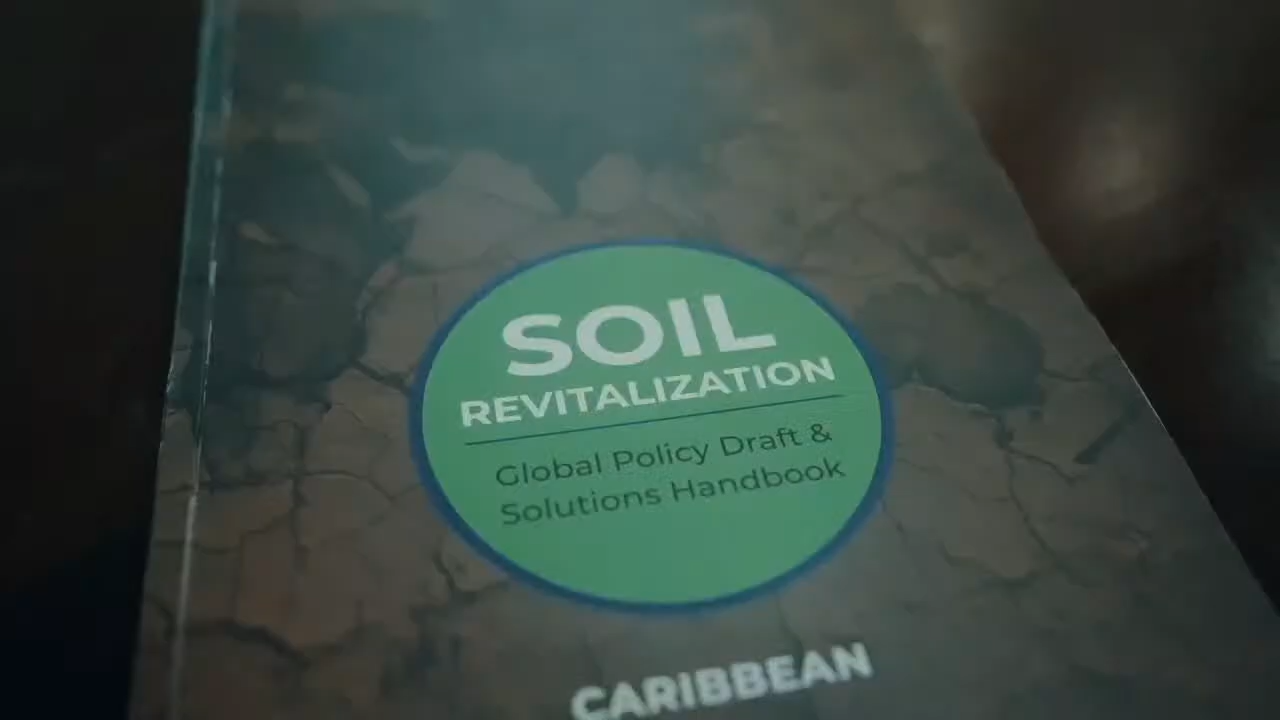 SOIL
REVITALIZATION
Global Policy Draft &
Solutions Handbook
CARIBBEAN